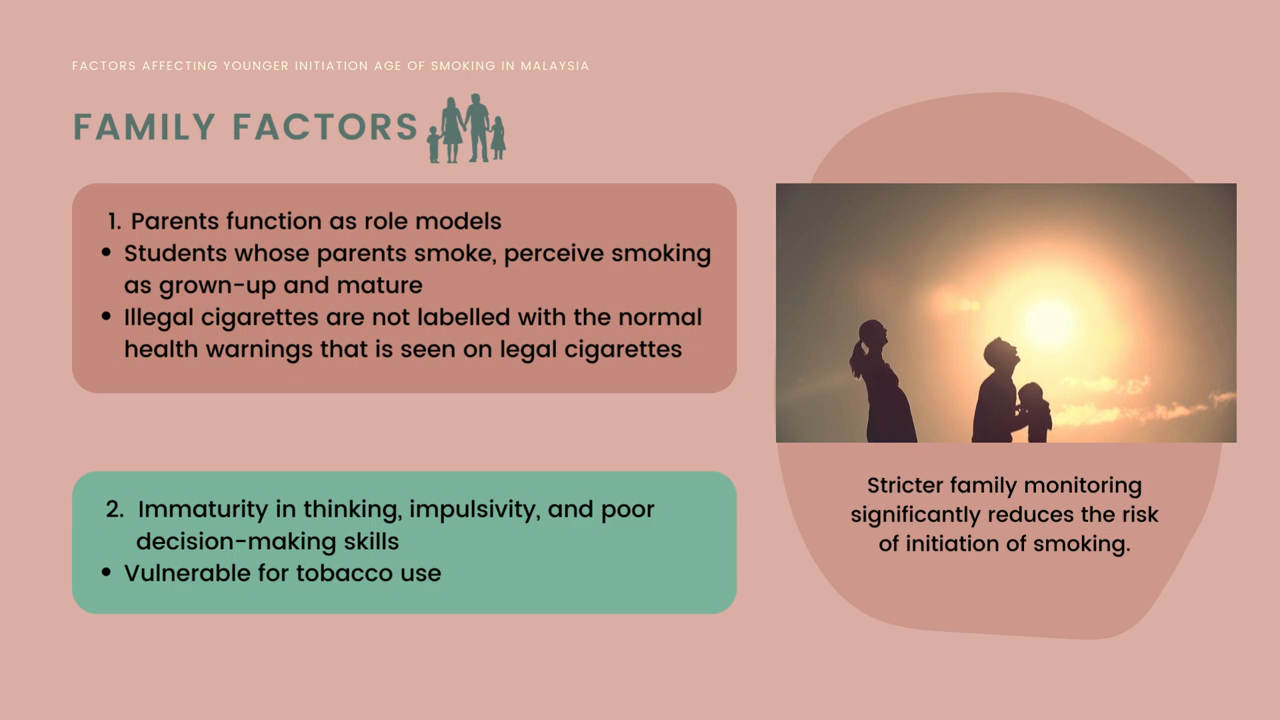 FACTORS AFFECTING YOUNGER INITIATION AGE OF SMOKING IN MALAYSIA
FAMILY FACTORS
1. Parents function as role models
• Students whose parents smoke, perceive smoking
as grown-up and mature
• Illegal cigarettes are not labelled with the normal
health warnings that is seen on legal cigarettes
2. Immaturity in thinking, impulsivity, and poor
decision-making skills
• Vulnerable for tobacco use
Stricter family monitoring
significantly reduces the risk
of initiation of smoking.